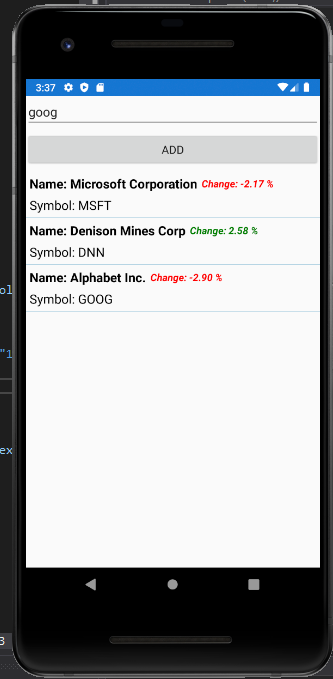 3:37
goog
ADD
Name: Microsoft Corporation Change: -2.17 %
Symbol: MSFT
Name: Denison Mines Corp Change: 2.58 %
Symbol: DNN
Name: Alphabet Inc. Change: -2.90 %
Symbol: GOOG
ol
"1
ex
3